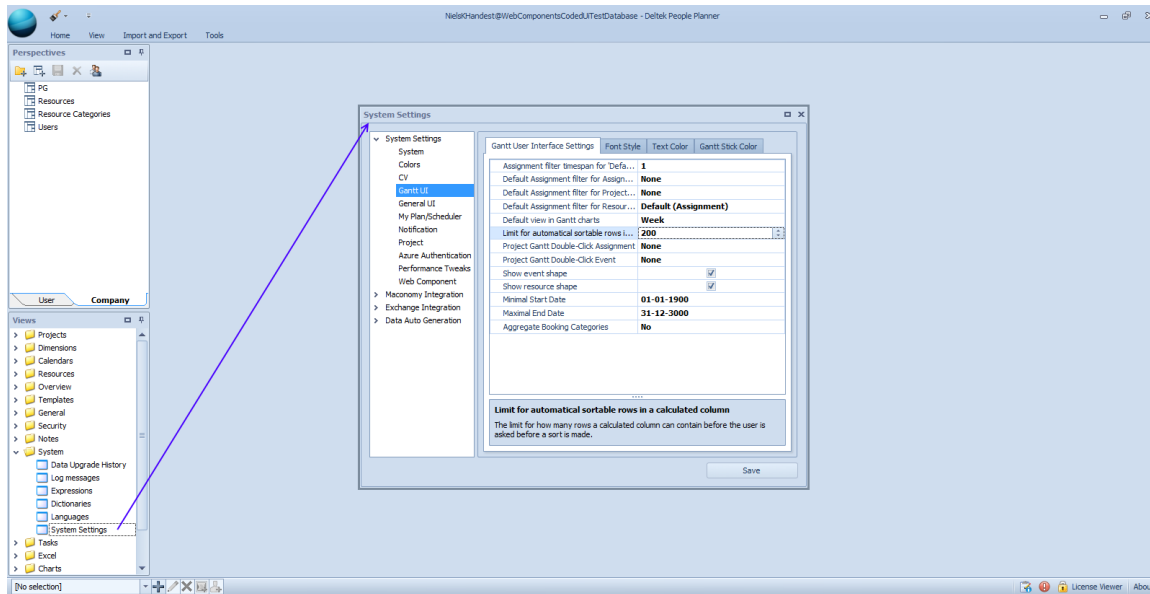 NielsKHandest@WebComponentsCodedUITestDatabase - Deltek People Planner
Home View Import and Export Tools
Perspectives
PG
Resources
Resource Categories
Users
User Company
Views
Projects
Dimensions
Calendars
Resources
Overview
Templates
General
Security
Notes
System
Data Upgrade History
Log messages
Expressions
Dictionaries
Languages
System Settings
Tasks
Excel
Charts
System Settings
System Settings
System
Colors
CV
Gantt UI
General UI
My Plan/Scheduler
Notification
Project
Azure Authentication
Performance Tweaks
Web Component
Maconomy Integration
Exchange Integration
Data Auto Generation
Gantt User Interface Settings Font Style Text Color Gantt Stick Color
Assignment filter timespan for 'Defa... 1
Default Assignment filter for Assign... None
Default Assignment filter for Project... None
Default Assignment filter for Resour... Default (Assignment)
Default view in Gantt charts Week
Limit for automatical sortable rows i... 200
Project Gantt Double-Click Assignment None
Project Gantt Double-Click Event None
Show event shape
Show resource shape
Minimal Start Date 01-01-1900
Maximal End Date 31-12-3000
Aggregate Booking Categories No
Limit for automatical sortable rows in a calculated column
The limit for how many rows a calculated column can contain before the user is
asked before a sort is made.
Save
[No selection] License Viewer Abou